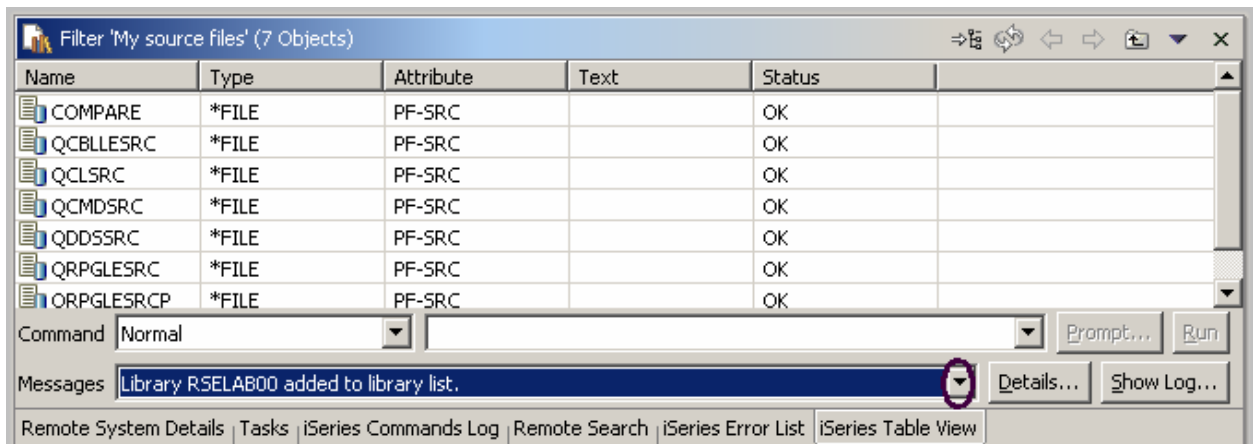 Filter 'My source files' (7 Objects)
Name Type Attribute Text Status
COMPARE *FILE PF-SRC OK
QCBLLESRC *FILE PF-SRC OK
QCLSRC *FILE PF-SRC OK
QCMDSRC *FILE PF-SRC OK
QDDSSRC *FILE PF-SRC OK
QRPGLESRC *FILE PF-SRC OK
QRPGLESRCP *FILE PF-SRC OK
Command Normal Prompt... Run
Messages Library RSELAB00 added to library list. Details... Show Log...
Remote System Details Tasks iSeries Commands Log Remote Search iSeries Error List iSeries Table View